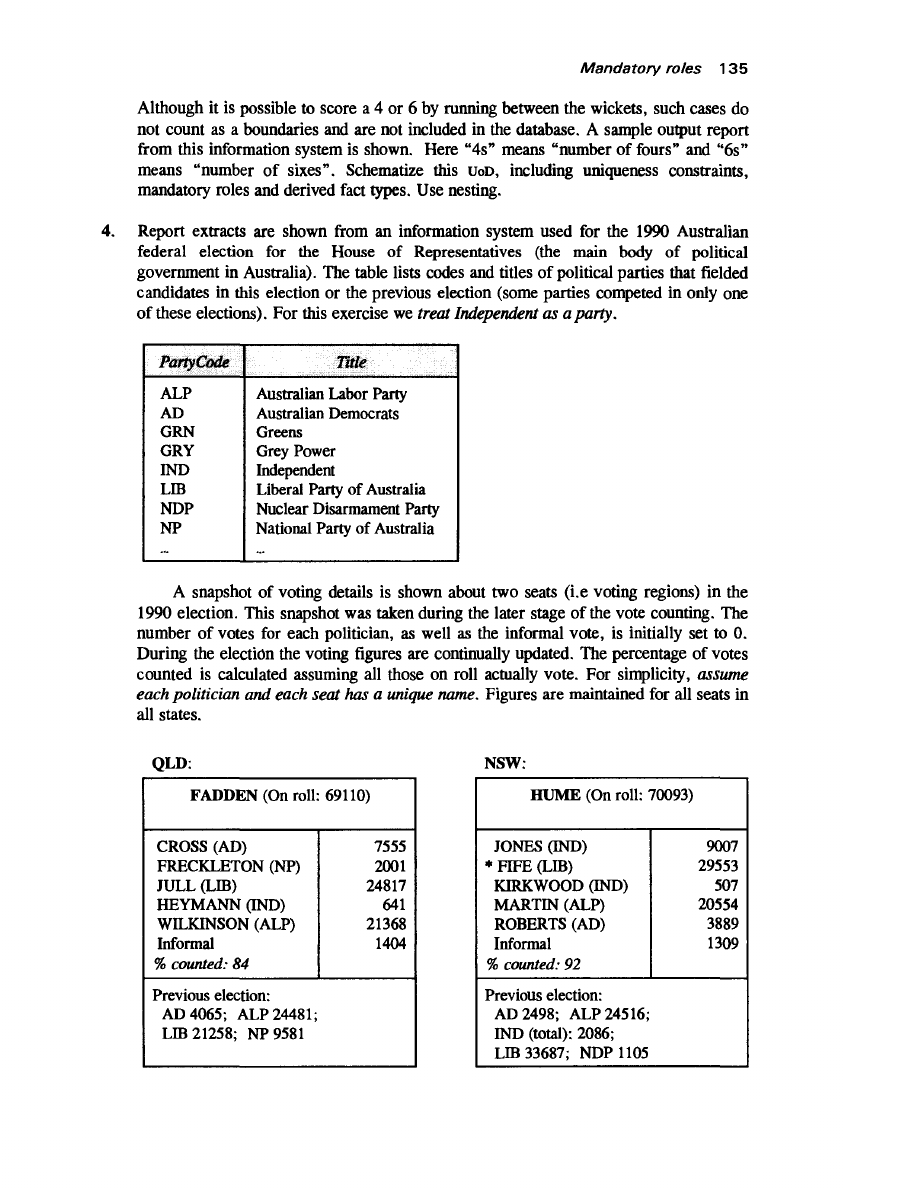 Mandatory roles 135
Although it is possible to score a 4 or 6 by running between the wickets, such cases do
not count as a boundaries and are not included in the database. A sample output report
from this information system is shown. Here “4s” means “number of fours” and “6s”
means “number of sixes”. Schematize this UoD, including uniqueness constraints,
mandatory roles and derived fact types. Use nesting.
4. Report extracts are shown from an information system used for the 1990 Australian
federal election for the House of Representatives (the main body of political
government in Australia). The table lists codes and titles of political parties that fielded
candidates in this election or the previous election (some parties competed in only one
of these elections). For this exercise we treat Independent as a party.
PartyCode Title
ALP Australian Labor Party
AD Australian Democrats
GRN Greens
GRY Grey Power
IND Independent
LIB Liberal Party of Australia
NDP Nuclear Disarmament Party
NP National Party of Australia
... ...
A snapshot of voting details is shown about two seats (i.e voting regions) in the
1990 election. This snapshot was taken during the later stage of the vote counting. The
number of votes for each politician, as well as the informal vote, is initially set to 0.
During the election the voting figures are continually updated. The percentage of votes
counted is calculated assuming all those on roll actually vote. For simplicity, assume
each politician and each seat has a unique name. Figures are maintained for all seats in
all states.
QLD:
FADDEN (On roll: 69110)
CROSS (AD) 7555
FRECKLETON (NP) 2001
JULL (LIB) 24817
HEYMANN (IND) 641
WILKINSON (ALP) 21368
Informal 1404
% counted: 84
Previous election:
AD 4065; ALP 24481;
LIB 21258; NP 9581
NSW:
HUME (On roll: 70093)
JONES (IND) 9007
* FIFE (LIB) 29553
KIRKWOOD (IND) 507
MARTIN (ALP) 20554
ROBERTS (AD) 3889
Informal 1309
% counted: 92
Previous election:
AD 2498; ALP 24516;
IND (total): 2086;
LIB 33687; NDP 1105